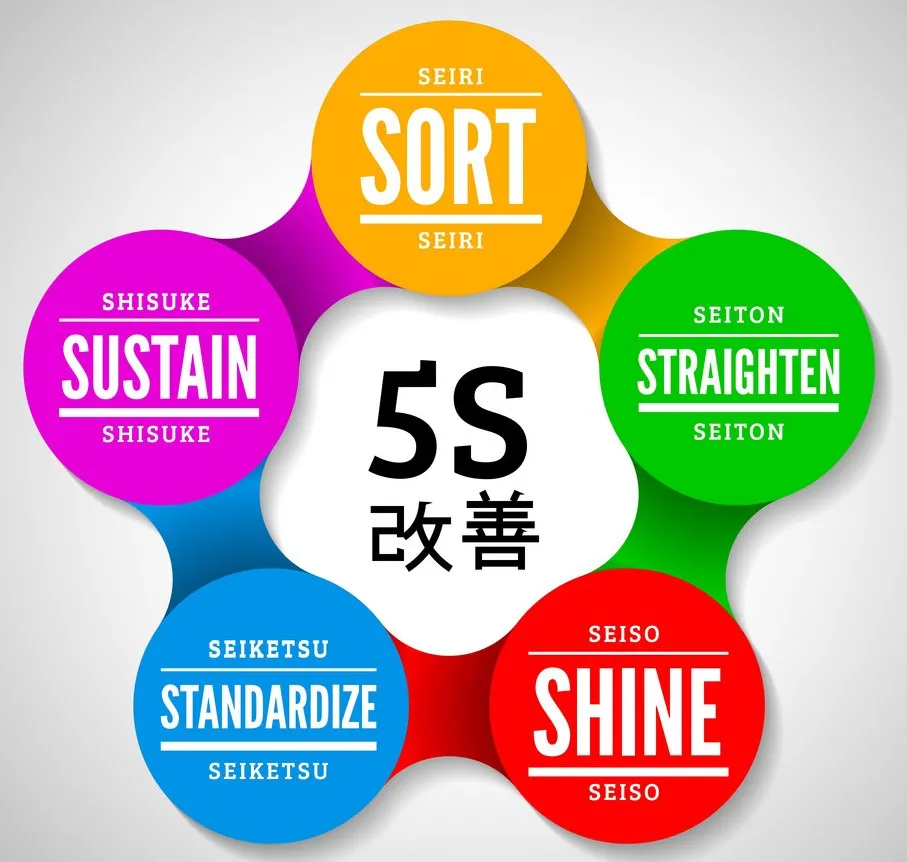 SEIRI
SORT
SEIRI
SEITON
STRAIGHTEN
SEITON
SEISO
SHINE
SEISO
SEIKETSU
STANDARDIZE
SEIKETSU
SHISUKE
SUSTAIN
SHISUKE
5S
改善